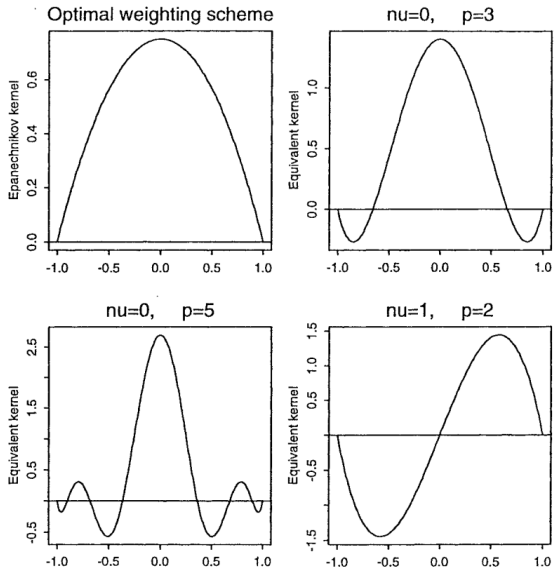 Optimal weighting scheme
Epanechnikov kernel
0.6
0.4
0.2
0.0
-1.0 -0.5 0.0 0.5 1.0
nu=0, p=3
Equivalent kernel
1.0
0.5
0.0
-1.0 -0.5 0.0 0.5 1.0
nu=0, p=5
Equivalent kernel
2.5
1.5
0.5
-0.5
-1.0 -0.5 0.0 0.5 1.0
nu=1, p=2
Equivalent kernel
1.5
1.0
0.5
-0.5
-1.5
-1.0 -0.5 0.0 0.5 1.0